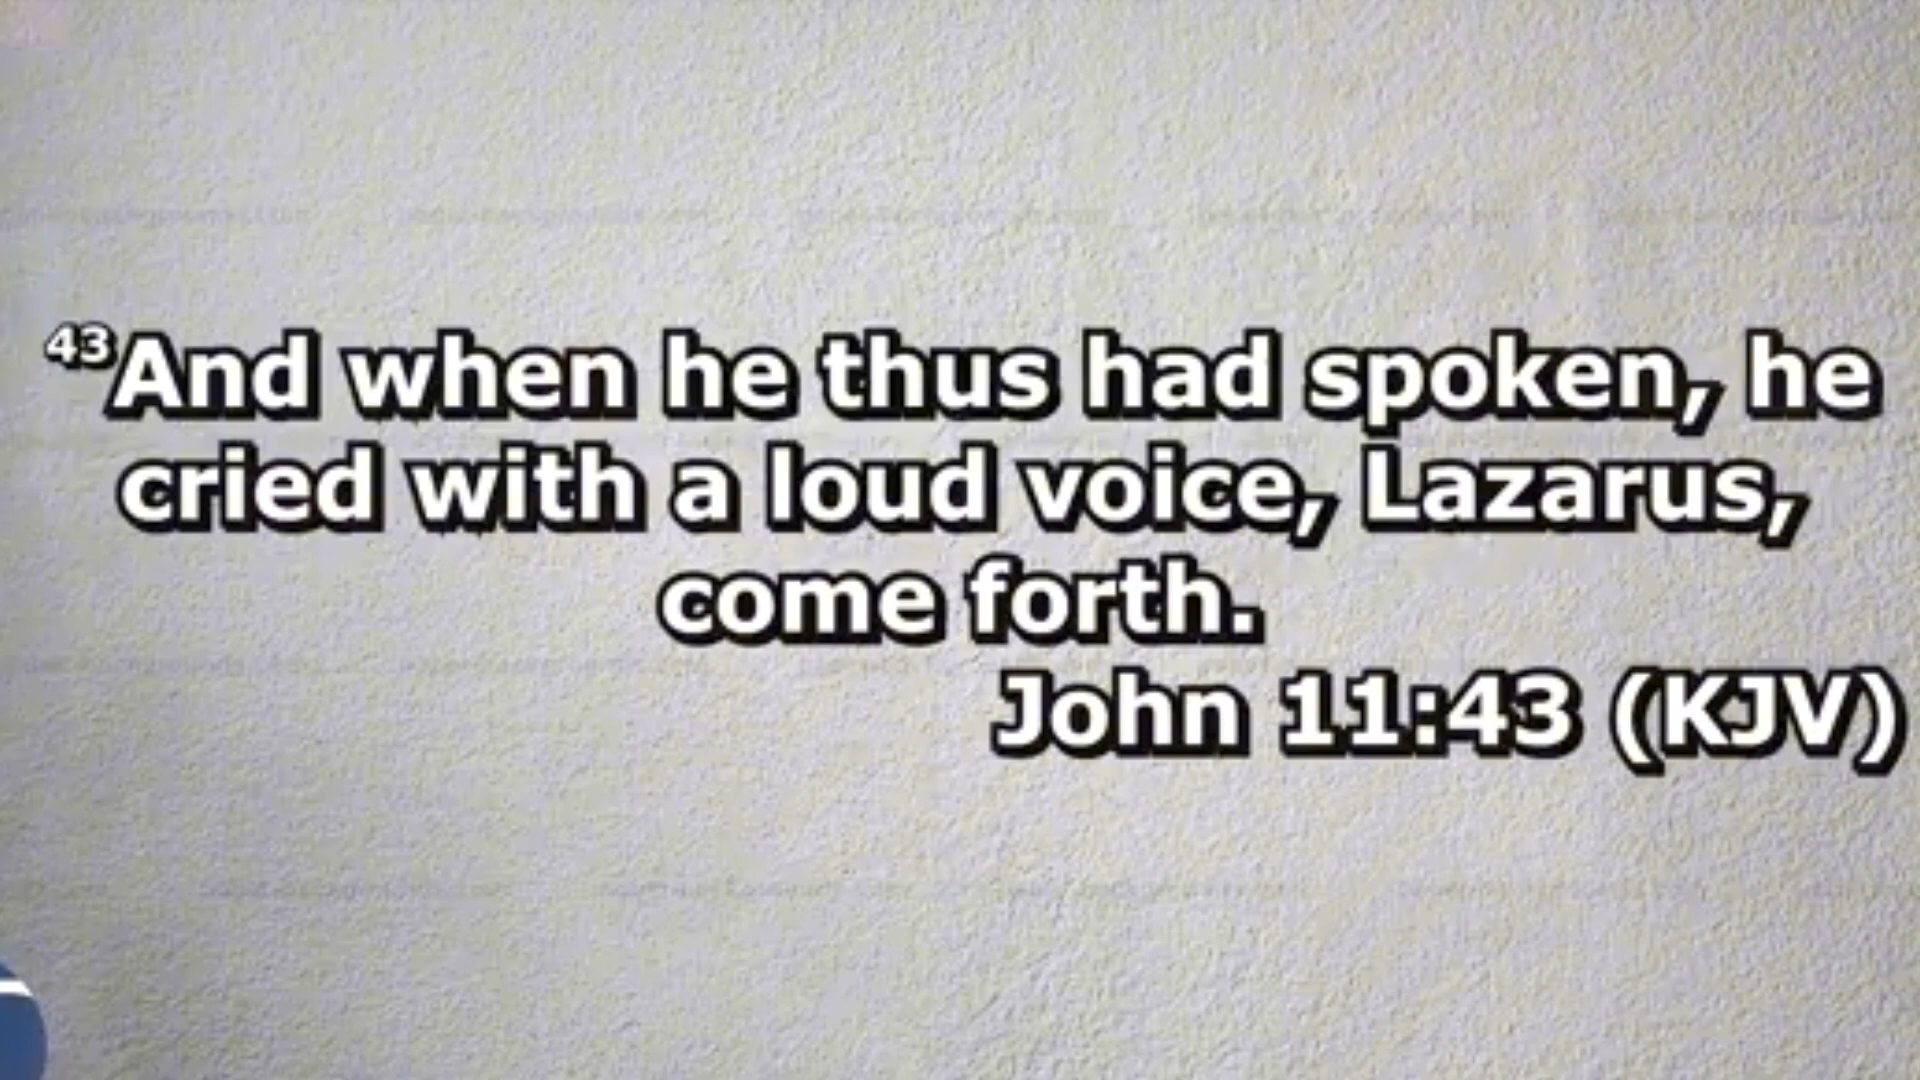 43And when he thus had spoken, he
cried with a loud voice, Lazarus,
come forth.
John 11:43 (KJV)